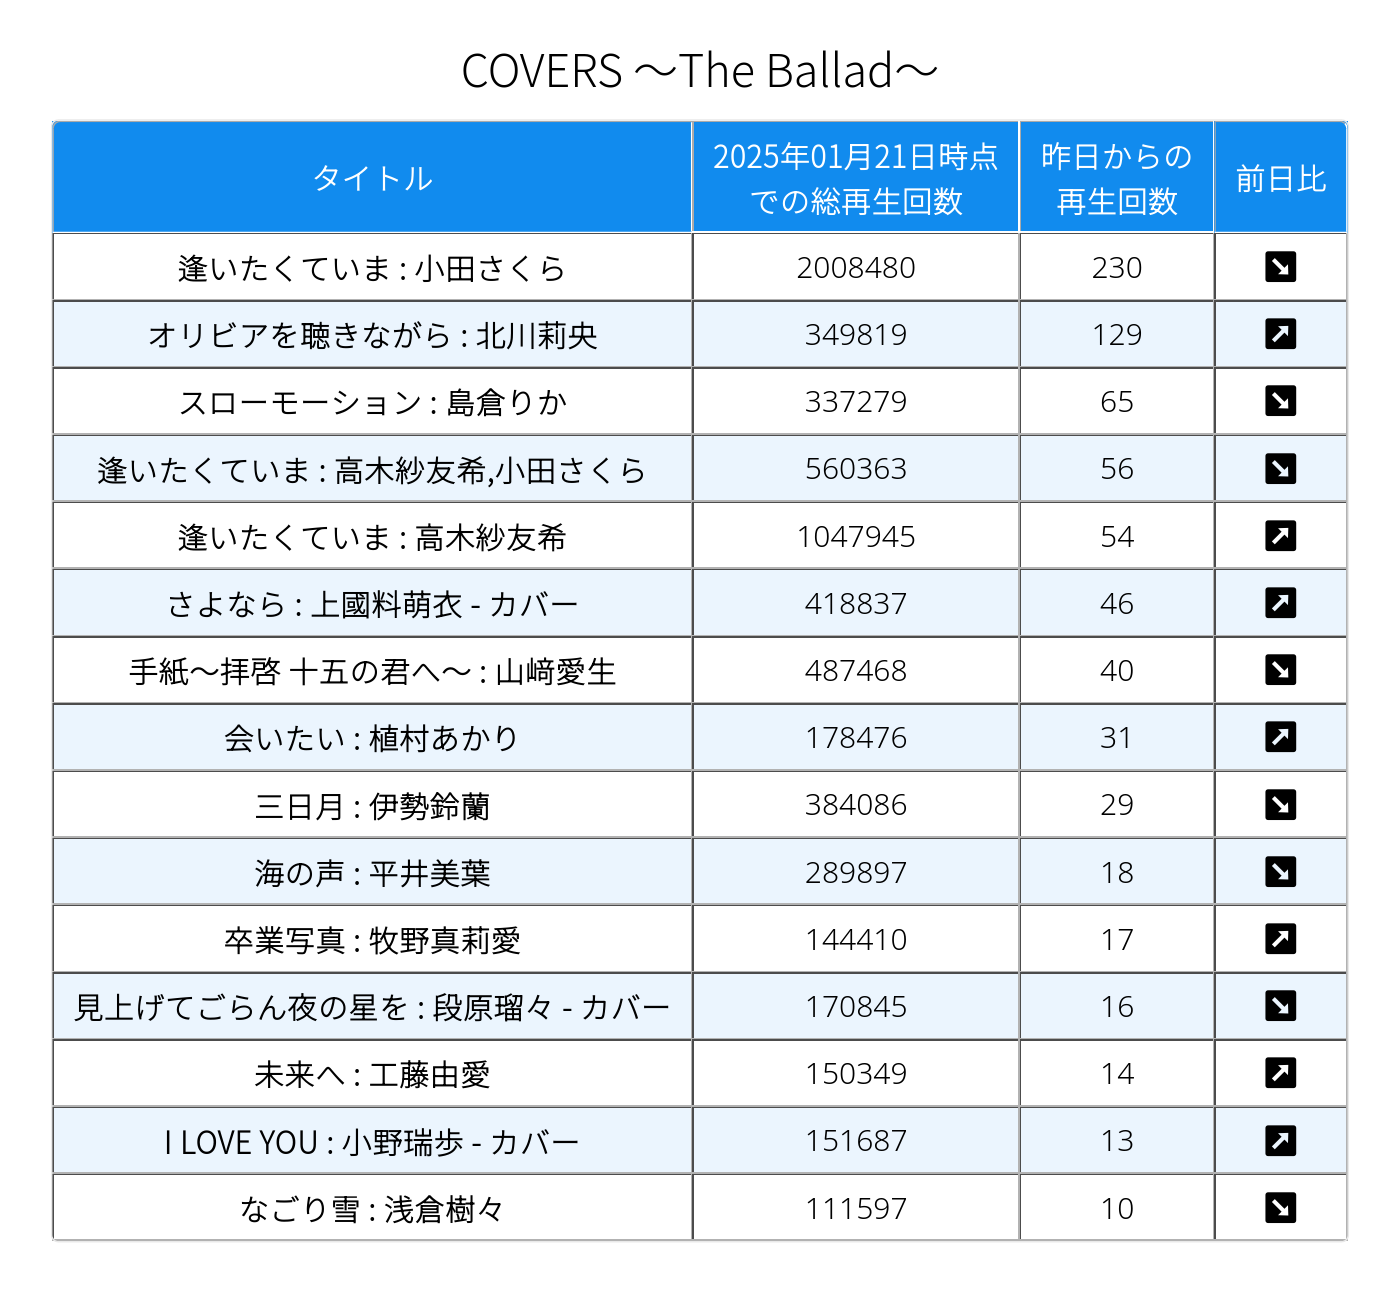 COVERS ～The Ballad～
タイトル 2025年01月21日時点での総再生回数 昨日からの再生回数 前日比
逢いたくていま : 小田さくら 2008480 230 ↘
オリビアを聴きながら : 北川莉央 349819 129 ↗
スローモーション : 島倉りか 337279 65 ↘
逢いたくていま : 高木紗友希,小田さくら 560363 56 ↘
逢いたくていま : 高木紗友希 1047945 54 ↗
さよなら : 上國料萌衣 - カバー 418837 46 ↗
手紙～拝啓 十五の君へ～ : 山﨑愛生 487468 40 ↘
会いたい : 植村あかり 178476 31 ↗
三日月 : 伊勢鈴蘭 384086 29 ↘
海の声 : 平井美葉 289897 18 ↘
卒業写真 : 牧野真莉愛 144410 17 ↗
見上げてごらん夜の星を : 段原瑠々 - カバー 170845 16 ↘
未来へ : 工藤由愛 150349 14 ↗
I LOVE YOU : 小野瑞歩 - カバー 151687 13 ↗
なごり雪 : 浅倉樹々 111597 10 ↘